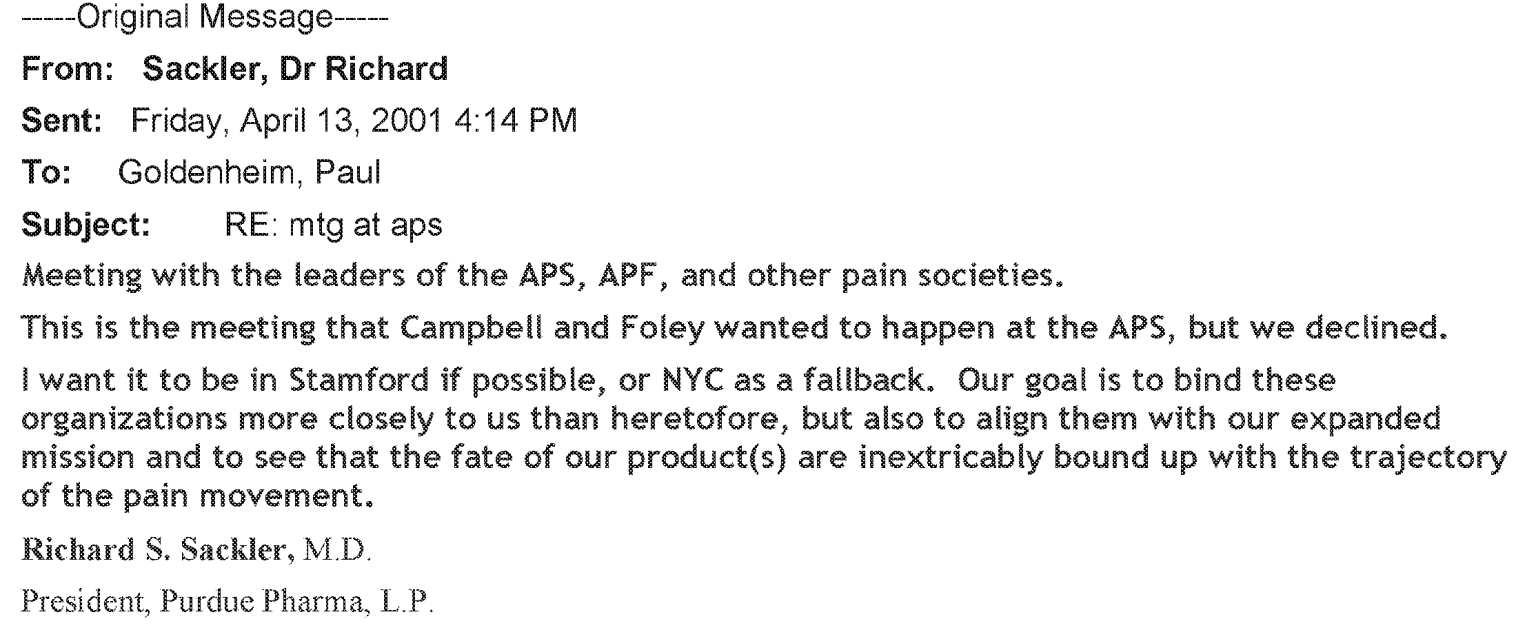 -----Original Message-----
From: Sackler, Dr Richard
Sent: Friday, April 13, 2001 4:14 PM
To: Goldenheim, Paul
Subject: RE: mtg at aps
Meeting with the leaders of the APS, APF, and other pain societies.
This is the meeting that Campbell and Foley wanted to happen at the APS, but we declined.
I want it to be in Stamford if possible, or NYC as a fallback. Our goal is to bind these
organizations more closely to us than heretofore, but also to align them with our expanded
mission and to see that the fate of our product(s) are inextricably bound up with the trajectory
of the pain movement.
Richard S. Sackler, M.D.
President, Purdue Pharma, L.P.